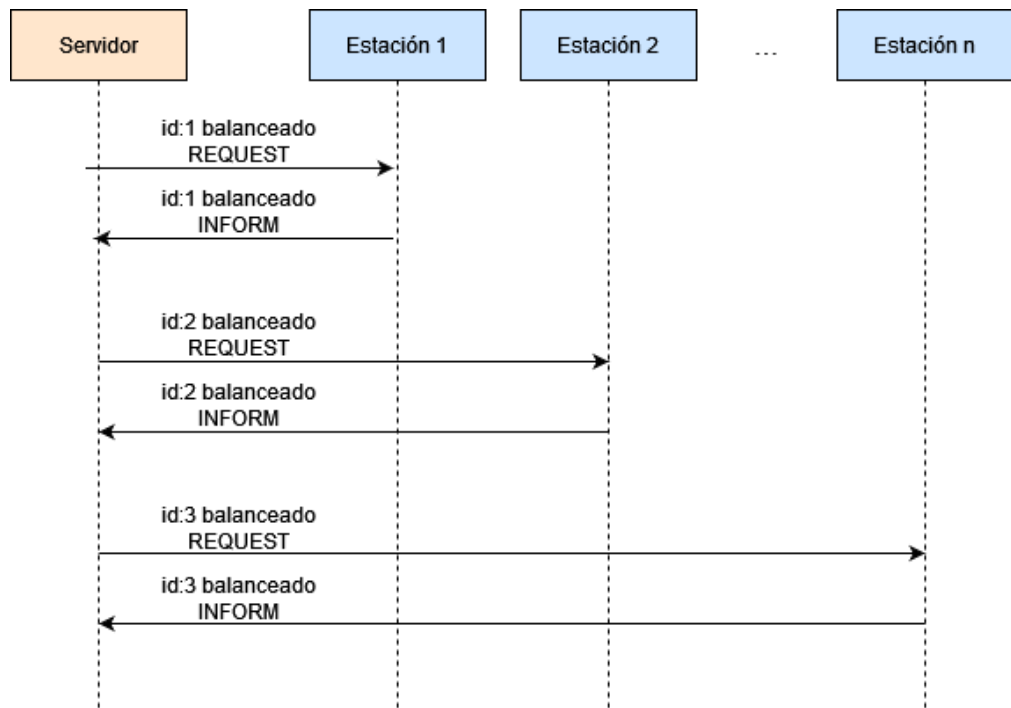 Servidor
Estación 1
Estación 2
...
Estación n
id:1 balanceado
REQUEST
id:1 balanceado
INFORM
id:2 balanceado
REQUEST
id:2 balanceado
INFORM
id:3 balanceado
REQUEST
id:3 balanceado
INFORM